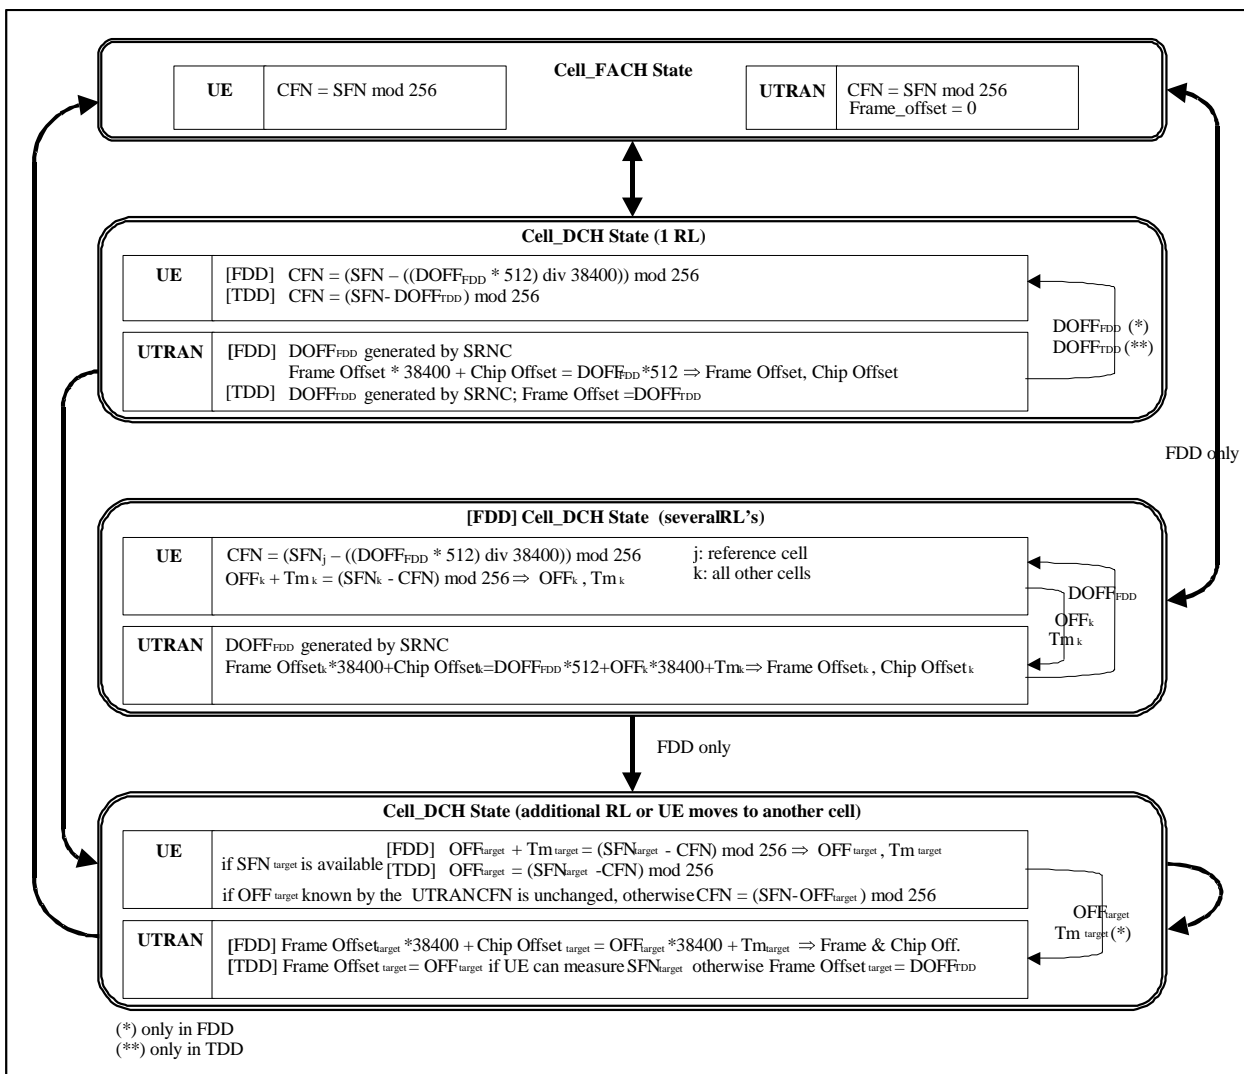 Cell_FACH State
UE CFN = SFN mod 256
UTRAN CFN = SFN mod 256
Frame_offset = 0
Cell_DCH State (1 RL)
UE [FDD] CFN = (SFN – ((DOFFFDD * 512) div 38400)) mod 256
[TDD] CFN = (SFN- DOFFTDD) mod 256
DOFFFDD (*)
DOFFTDD (**)
UTRAN [FDD] DOFFFDD generated by SRNC
Frame Offset * 38400 + Chip Offset = DOFFFDD *512 ⇒ Frame Offset, Chip Offset
[TDD] DOFFTDD generated by SRNC; Frame Offset =DOFFTDD
FDD only
[FDD] Cell_DCH State (several RL's)
UE CFN = (SFNj – ((DOFFFDD * 512) div 38400)) mod 256 j: reference cell
OFFk + Tmk = (SFNk - CFN) mod 256 ⇒ OFFk , Tmk k: all other cells
DOFFFDD
OFFk
Tmk
UTRAN DOFFFDD generated by SRNC
Frame Offsetk*38400+Chip Offsetk=DOFFFDD*512+OFFk*38400+Tmk ⇒ Frame Offsetk , Chip Offsetk
FDD only
Cell_DCH State (additional RL or UE moves to another cell)
UE if SFN target is available [FDD] OFFtarget + Tm target = (SFNtarget - CFN) mod 256 ⇒ OFF target , Tm target
[TDD] OFFtarget = (SFNtarget -CFN) mod 256
if OFF target known by the UTRAN CFN is unchanged, otherwise CFN = (SFN-OFFtarget ) mod 256
OFFtarget
Tm target (*)
UTRAN [FDD] Frame Offsettarget *38400 + Chip Offset target = OFFtarget *38400 + Tmtarget ⇒ Frame & Chip Off.
[TDD] Frame Offset target = OFF target if UE can measure SFNtarget otherwise Frame Offset target = DOFFTDD
(*) only in FDD
(**) only in TDD